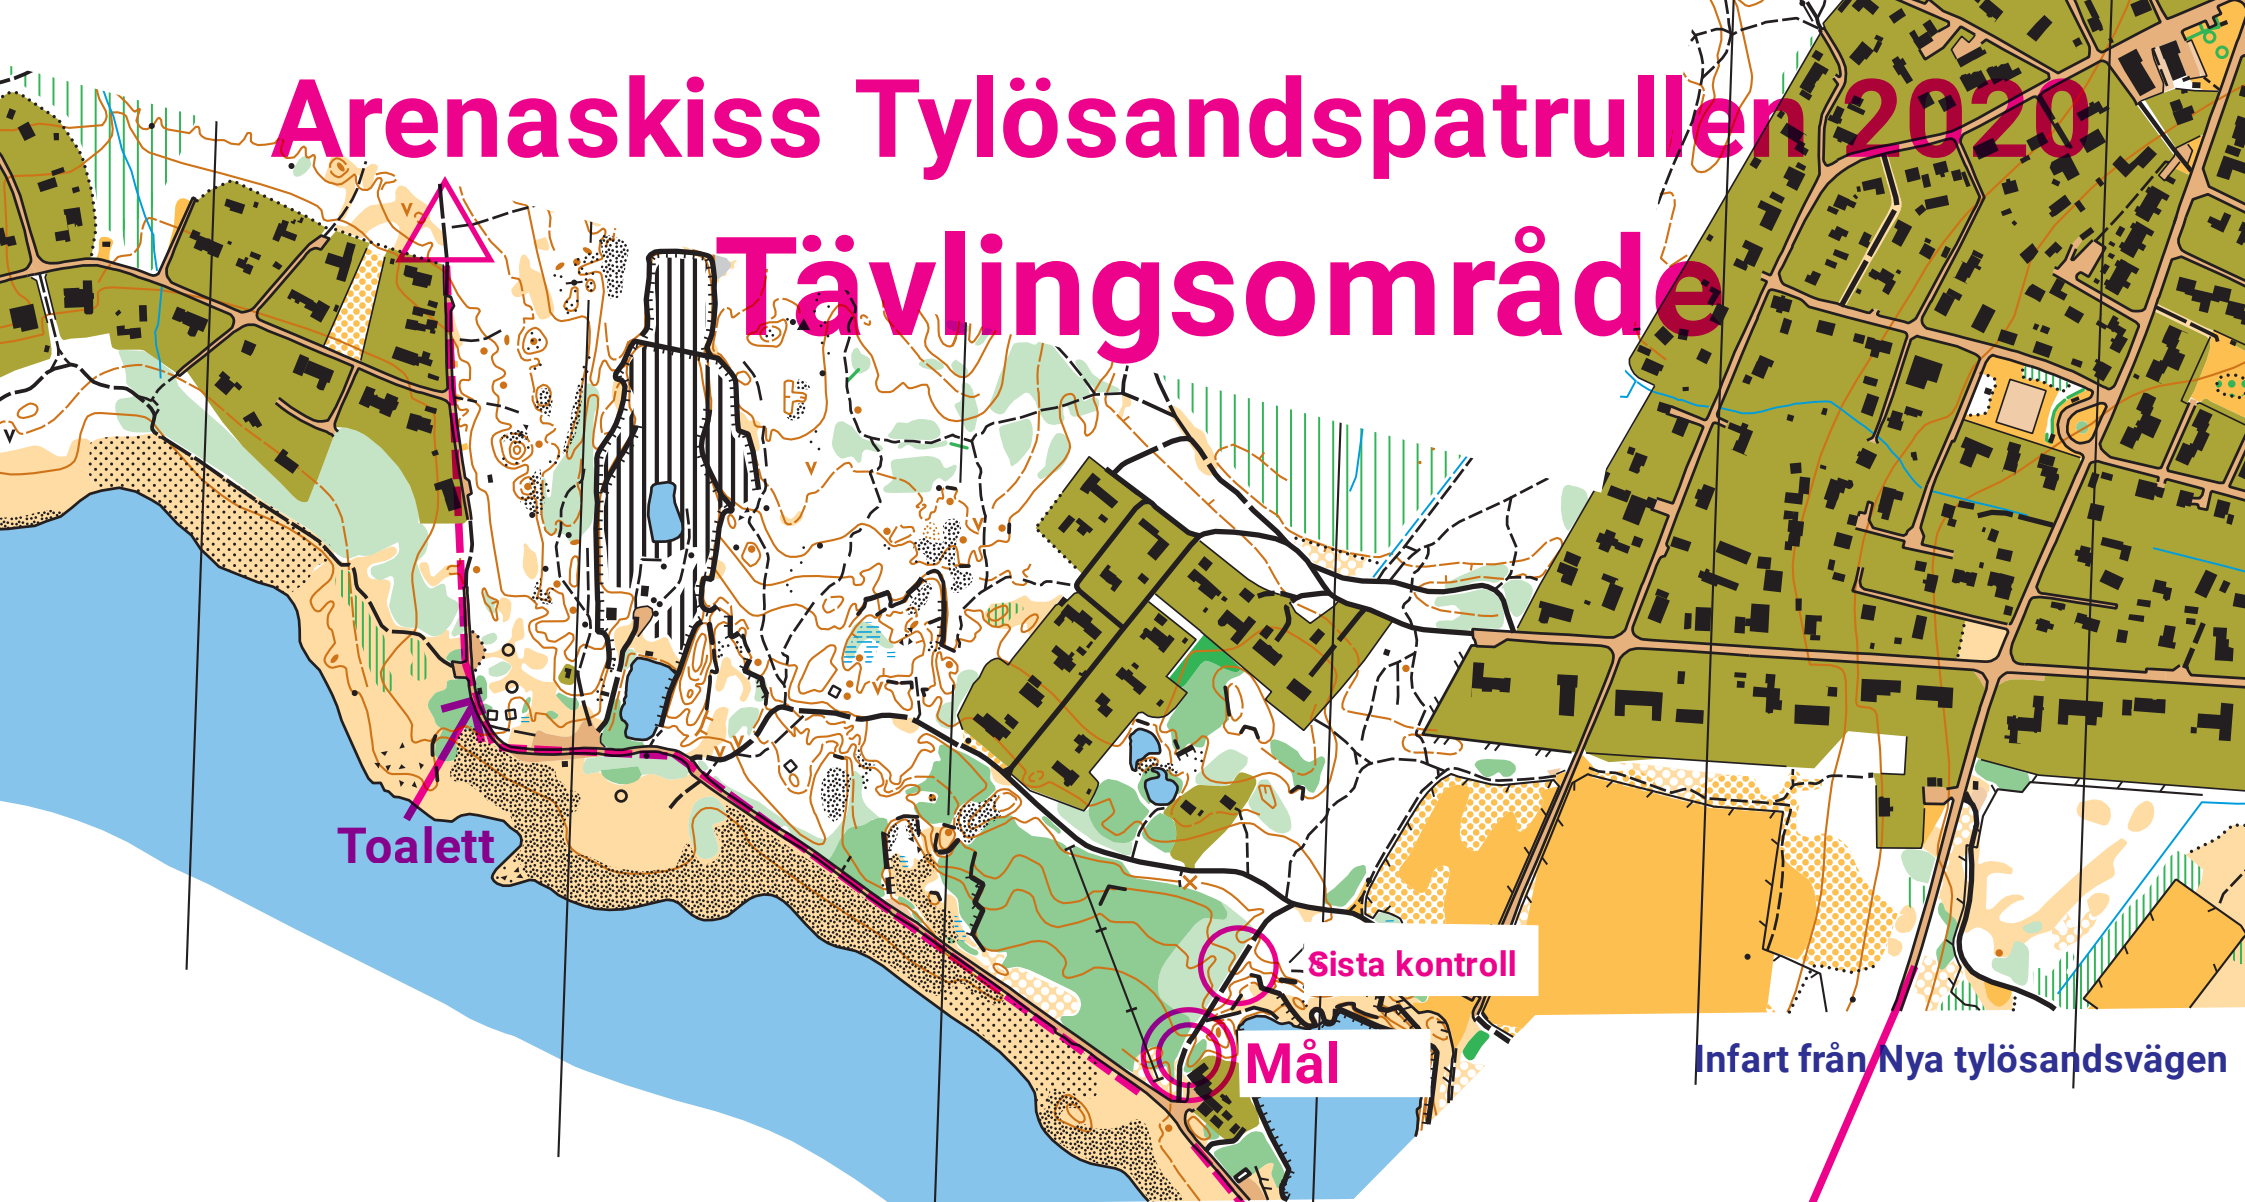 Arenaskiss Tylösandspatrullen 2020
Tävlingsområde
Toalett
Sista kontroll
Mål
Infart från Nya tylösandsvägen